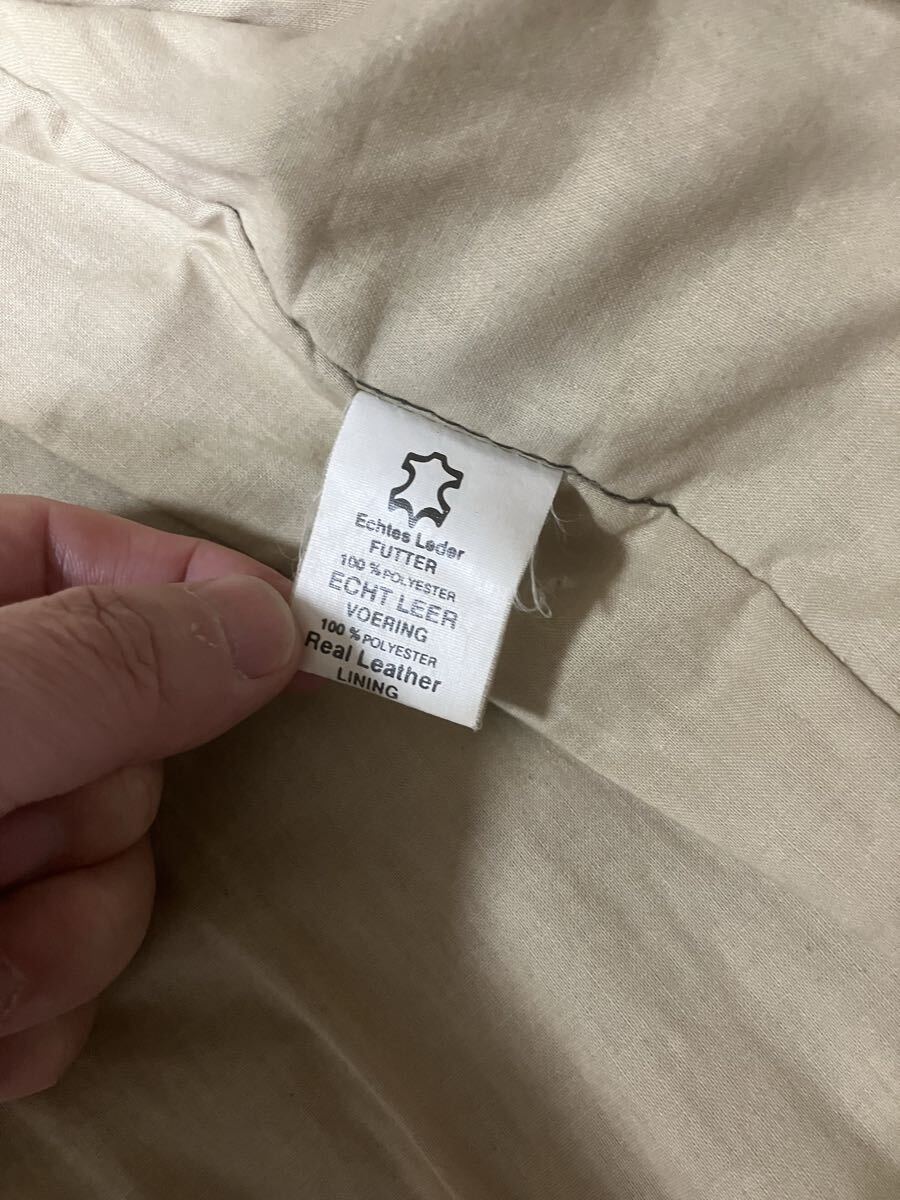 Echtes Leder
FUTTER
100 % POLYESTER
ECHT LEER
VOERING
100 % POLYESTER
Real Leather
LINING